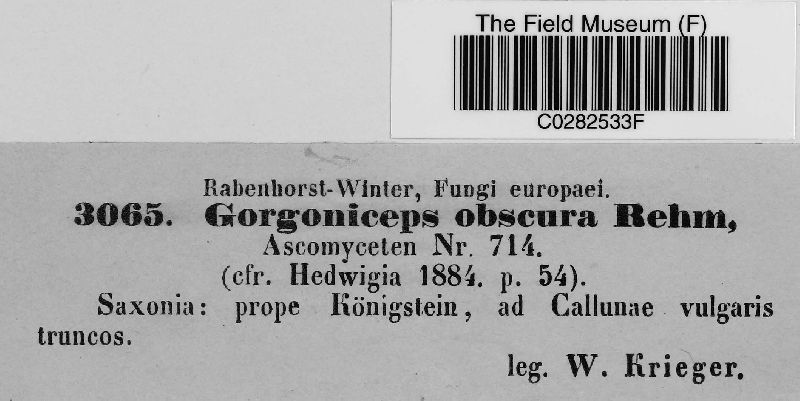 The Field Museum (F)
C0282533F
Rabenhorst-Winter, Fungi europaei.
3065. Gorgoniceps obscura Rehm,
Ascomyceten Nr. 714.
(cfr. Hedwigia 1884. p. 54).
Saxonia: prope Königstein, ad Callunae vulgaris
truncos.
leg. W. Krieger.